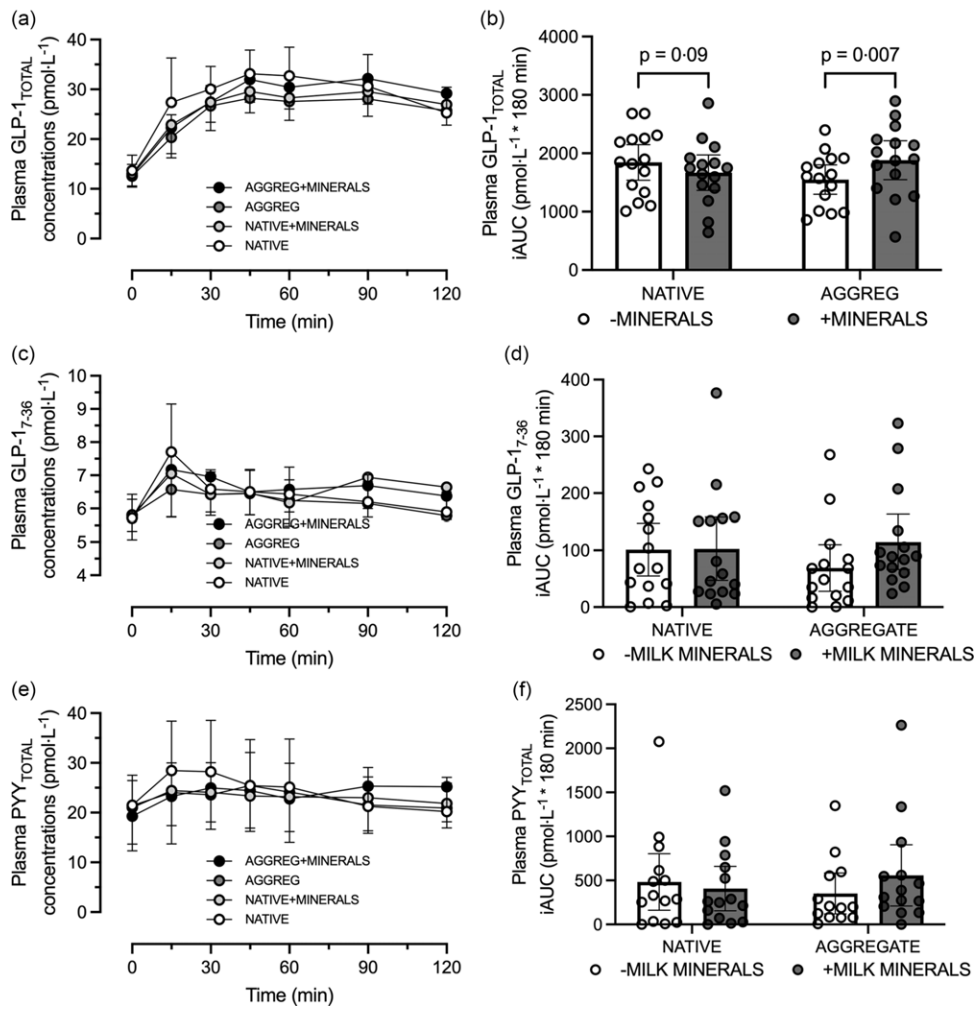 (a)
Plasma GLP-1TOTAL
concentrations (pmol·L-1)
40
30
20
10
0
AGGREG+MINERALS
AGGREG
NATIVE+MINERALS
NATIVE
0 30 60 90 120
Time (min)
(b)
Plasma GLP-1TOTAL
iAUC (pmol·L-1 * 180 min)
4000
3000
2000
1000
0
p = 0·09 p = 0·007
NATIVE AGGREG
-MINERALS +MINERALS
(c)
Plasma GLP-17-36
concentrations (pmol·L-1)
10
9
8
7
6
5
4
AGGREG+MINERALS
AGGREG
NATIVE+MINERALS
NATIVE
0 30 60 90 120
Time (min)
(d)
Plasma GLP-17-36
iAUC (pmol·L-1 * 180 min)
400
300
200
100
0
NATIVE AGGREGATE
-MILK MINERALS +MILK MINERALS
(e)
Plasma PYYTOTAL
concentrations (pmol·L-1)
40
30
20
10
0
AGGREG+MINERALS
AGGREG
NATIVE+MINERALS
NATIVE
0 30 60 90 120
Time (min)
(f)
Plasma PYYTOTAL
iAUC (pmol·L-1 * 180 min)
2500
2000
1500
1000
500
0
NATIVE AGGREGATE
-MILK MINERALS +MILK MINERALS